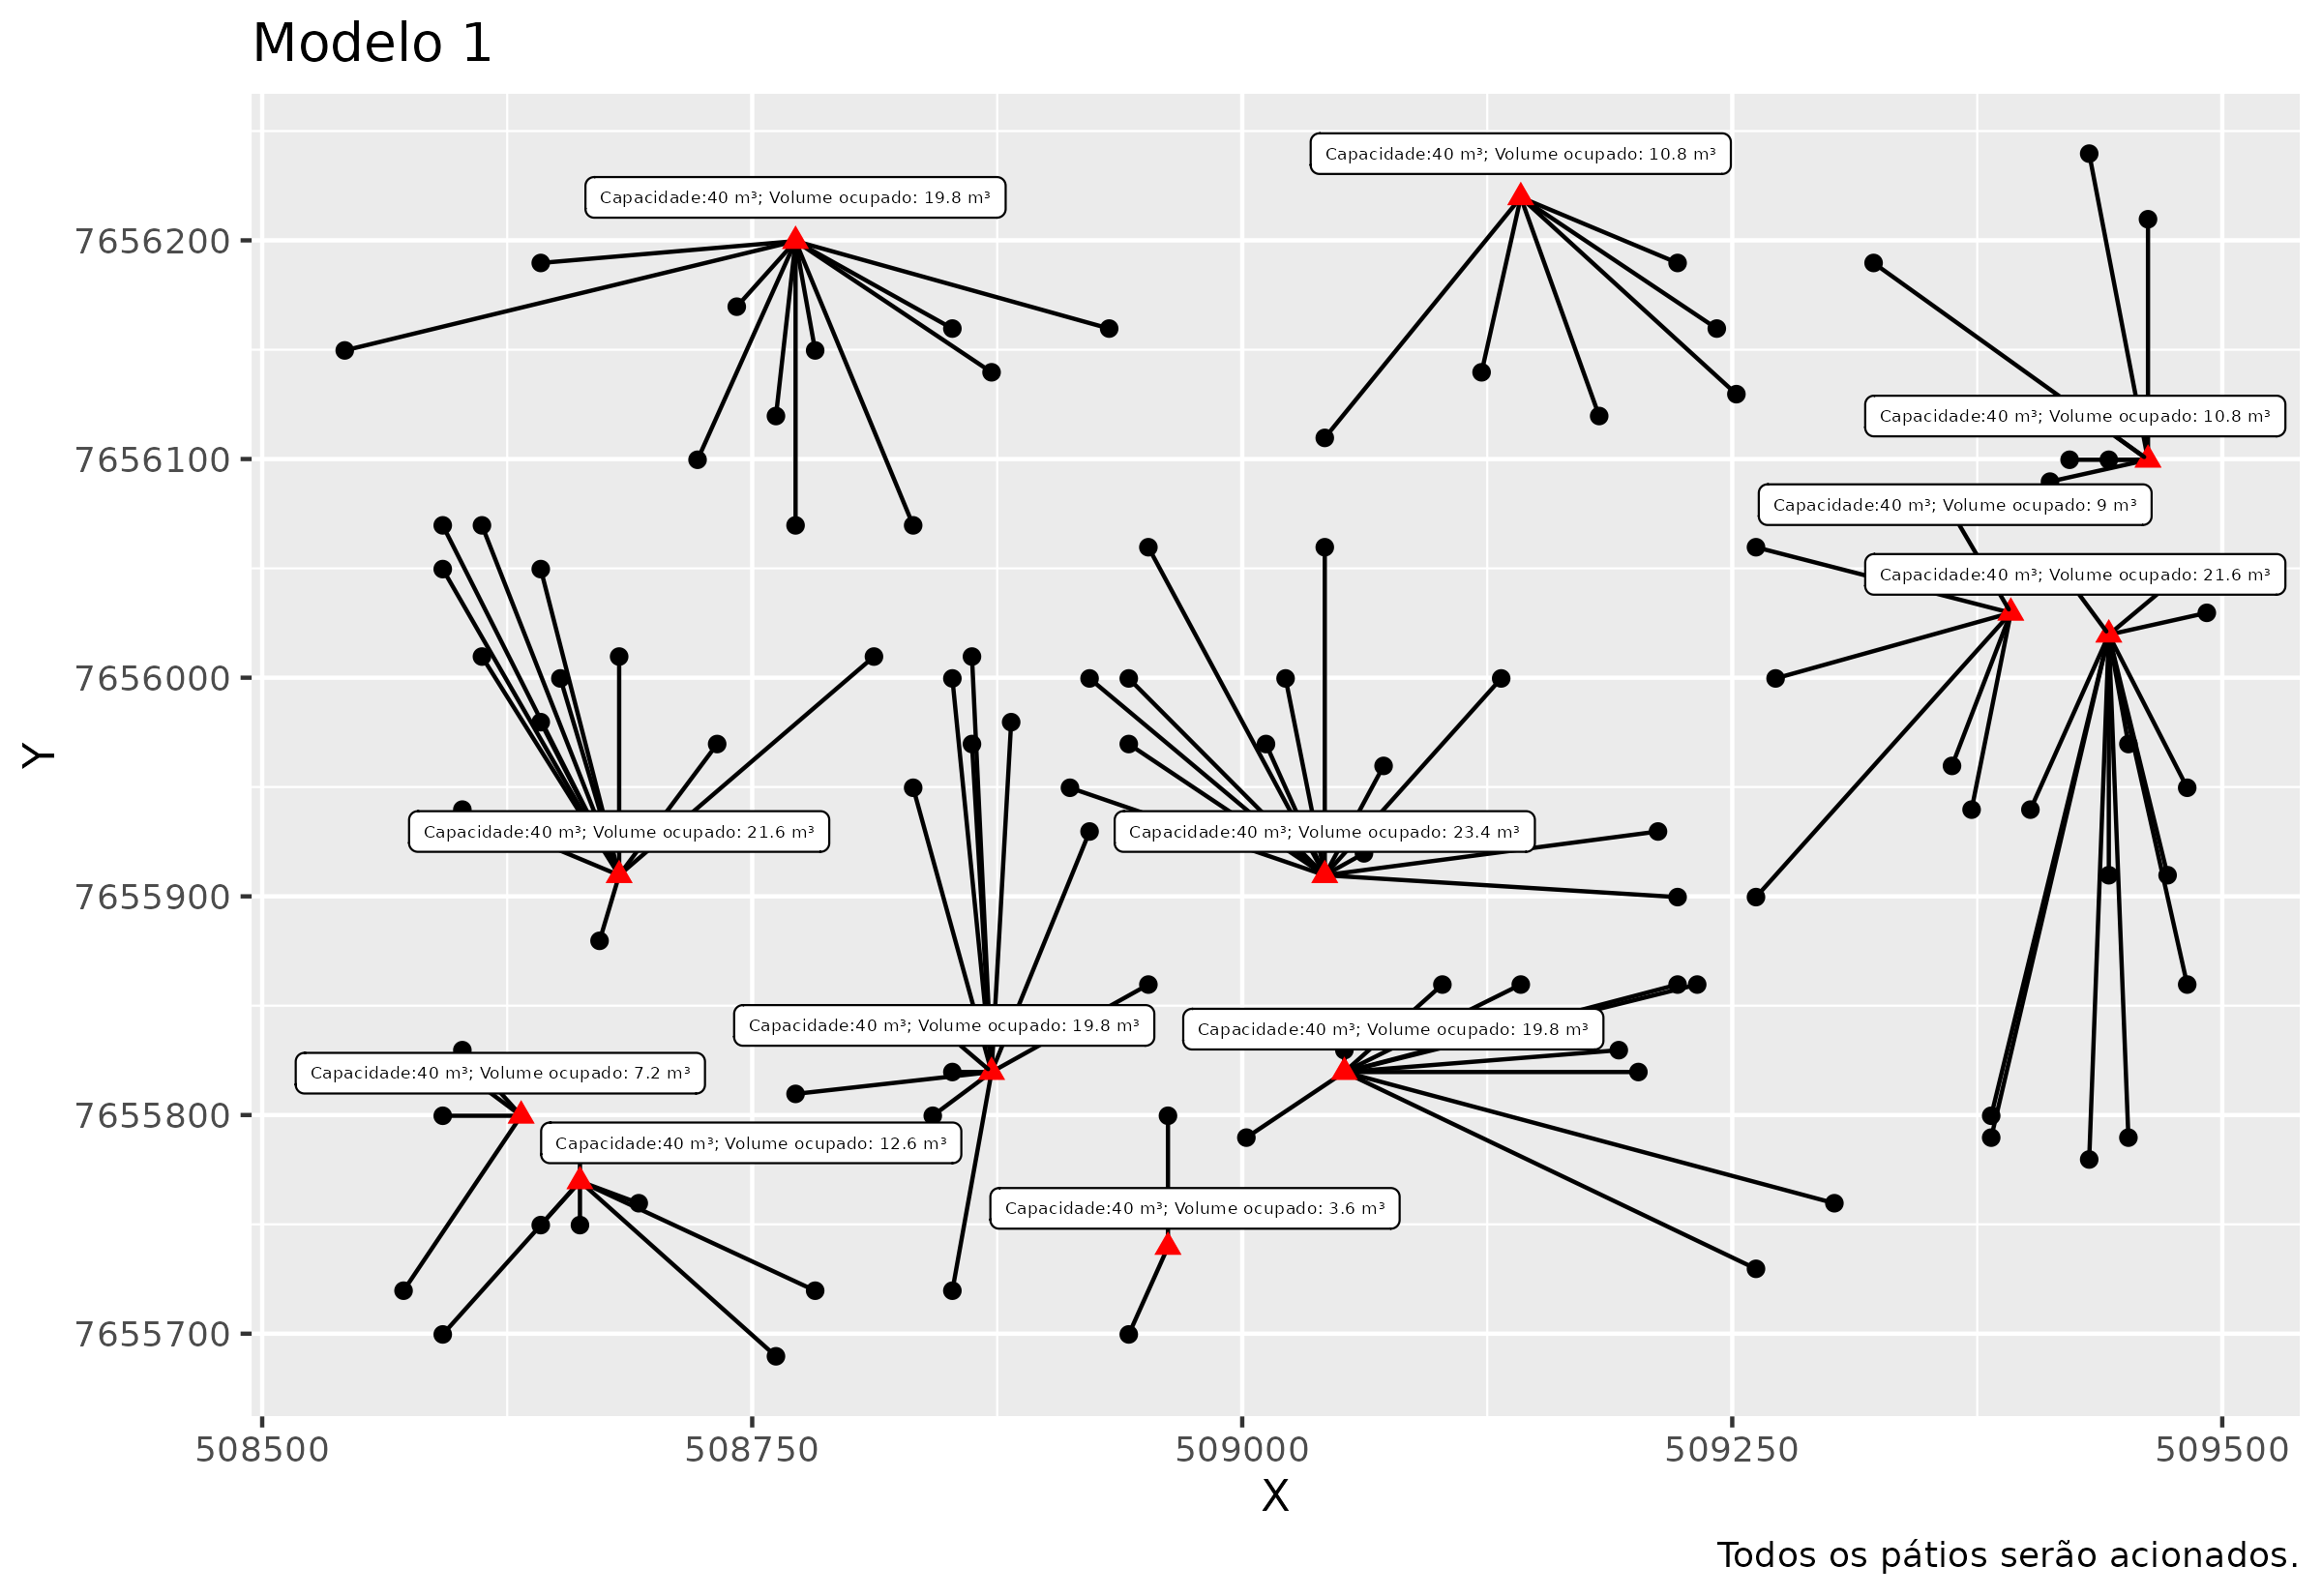 Modelo 1
Capacidade:40 m³; Volume ocupado: 10.8 m³
Capacidade:40 m³; Volume ocupado: 19.8 m³
7656200
Capacidade:40 m³; Volume ocupado: 10.8 m³
7656100
Capacidade:40 m³; Volume ocupado: 9 m³
Capacidade:40 m³; Volume ocupado: 21.6 m³
7656000
Y
Capacidade:40 m³; Volume ocupado: 21.6 m³
Capacidade:40 m³; Volume ocupado: 23.4 m³
7655900
Capacidade:40 m³; Volume ocupado: 19.8 m³
Capacidade:40 m³; Volume ocupado: 19.8 m³
Capacidade:40 m³; Volume ocupado: 7.2 m³
7655800
Capacidade:40 m³; Volume ocupado: 12.6 m³
Capacidade:40 m³; Volume ocupado: 3.6 m³
7655700
508500
508750
509000
509250
509500
X
Todos os pátios serão acionados.